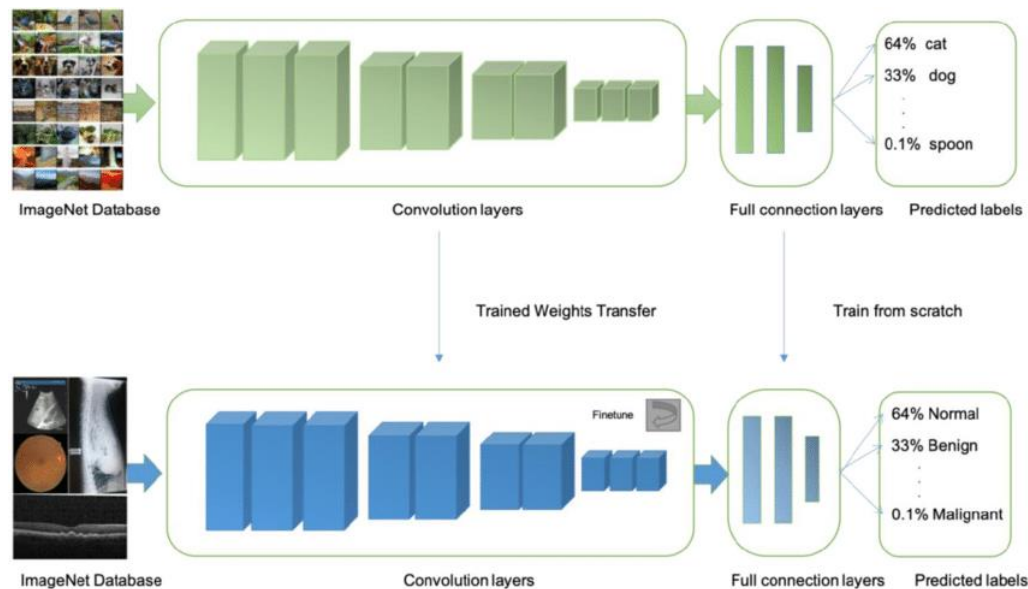 64% cat
33% dog
.
.
.
0.1% spoon
ImageNet Database
Convolution layers
Full connection layers
Predicted labels
Trained Weights Transfer
Train from scratch
Finetune
64% Normal
33% Benign
.
.
.
0.1% Malignant
ImageNet Database
Convolution layers
Full connection layers
Predicted labels